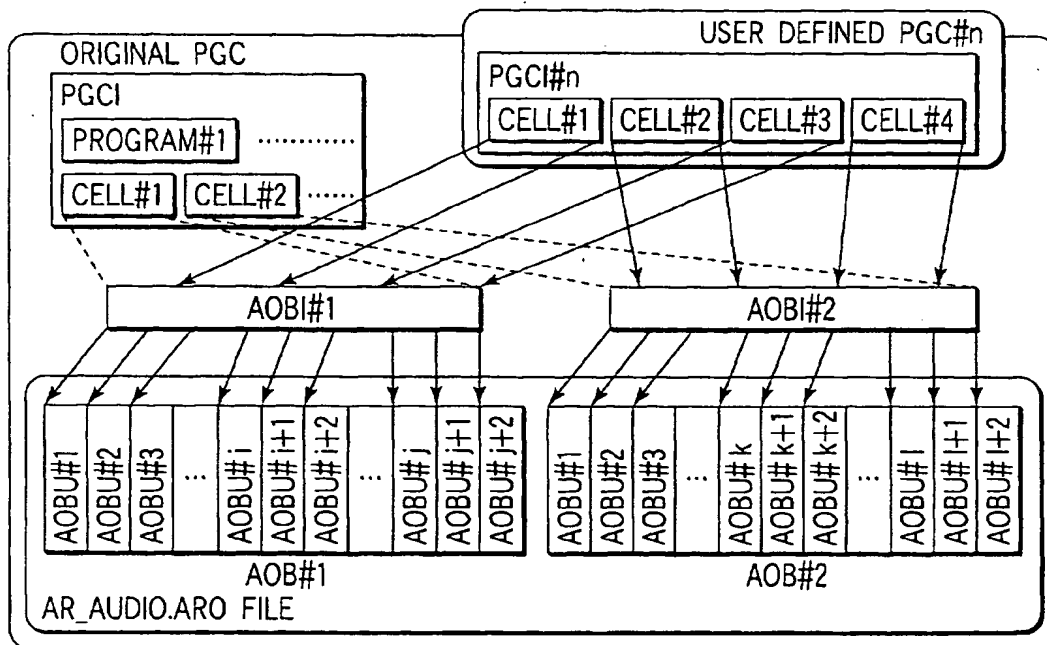 USER DEFINED PGC#n
ORIGINAL PGC
PGCI
PROGRAM#1 ............
CELL#1 CELL#2 ......
PGCI#n
CELL#1 CELL#2 CELL#3 CELL#4
AOBI#1 AOBI#2
AOBU#1
AOBU#2
AOBU#3
...
AOBU#i
AOBU#i+1
AOBU#i+2
...
AOBU#j
AOBU#j+1
AOBU#j+2
AOBU#1
AOBU#2
AOBU#3
...
AOBU#k
AOBU#k+1
AOBU#k+2
...
AOBU#l
AOBU#l+1
AOBU#l+2
AOB#1 AOB#2
AR_AUDIO.ARO FILE